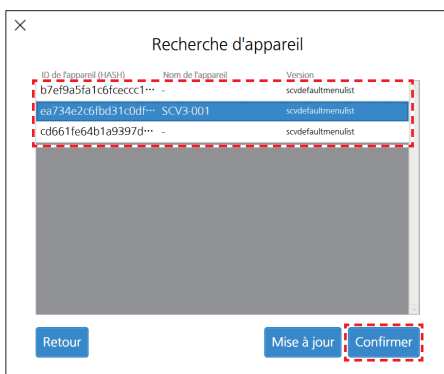 Recherche d'appareil
ID de l'appareil (HASH) Nom de l'appareil Version
b7ef9a5fa1c6fceccc1··· - scvdefaultmenulist
ea734e2c6fbd31c0df··· SCV3-001 scvdefaultmenulist
cd661fe64b1a9397d··· - scvdefaultmenulist
Retour Mise à jour Confirmer